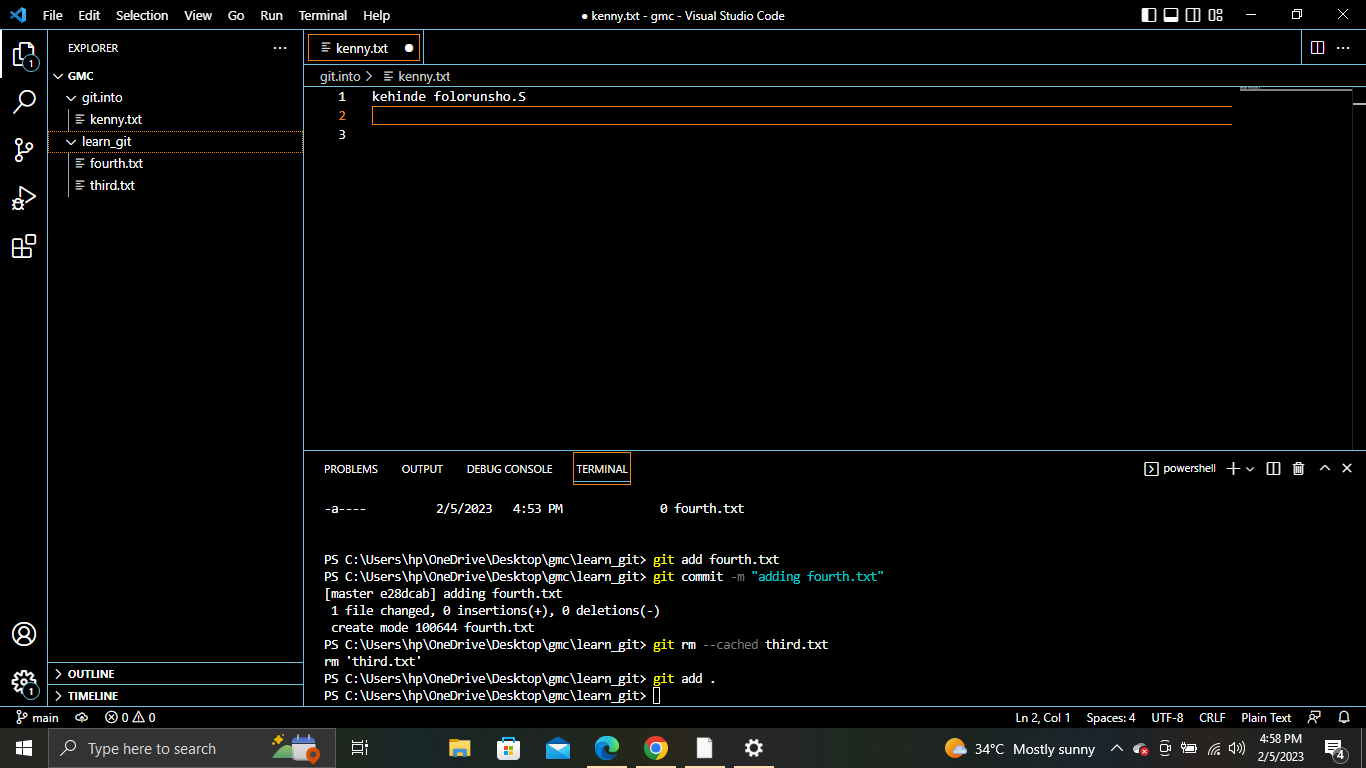 File Edit Selection View Go Run Terminal Help
● kenny.txt - gmc - Visual Studio Code
EXPLORER
GMC
git.into
kenny.txt
learn_git
fourth.txt
third.txt
OUTLINE
TIMELINE
kenny.txt
git.into > kenny.txt
1 kehinde folorunsho.S
2
3
PROBLEMS OUTPUT DEBUG CONSOLE TERMINAL
powershell
-a---- 2/5/2023 4:53 PM 0 fourth.txt
PS C:\Users\hp\OneDrive\Desktop\gmc\learn_git> git add fourth.txt
PS C:\Users\hp\OneDrive\Desktop\gmc\learn_git> git commit -m "adding fourth.txt"
[master e28dcab] adding fourth.txt
1 file changed, 0 insertions(+), 0 deletions(-)
create mode 100644 fourth.txt
PS C:\Users\hp\OneDrive\Desktop\gmc\learn_git> git rm --cached third.txt
rm 'third.txt'
PS C:\Users\hp\OneDrive\Desktop\gmc\learn_git> git add .
PS C:\Users\hp\OneDrive\Desktop\gmc\learn_git>
1
1
main 0 0 Ln 2, Col 1 Spaces: 4 UTF-8 CRLF Plain Text
Type here to search
34°C Mostly sunny
4:58 PM
2/5/2023
4